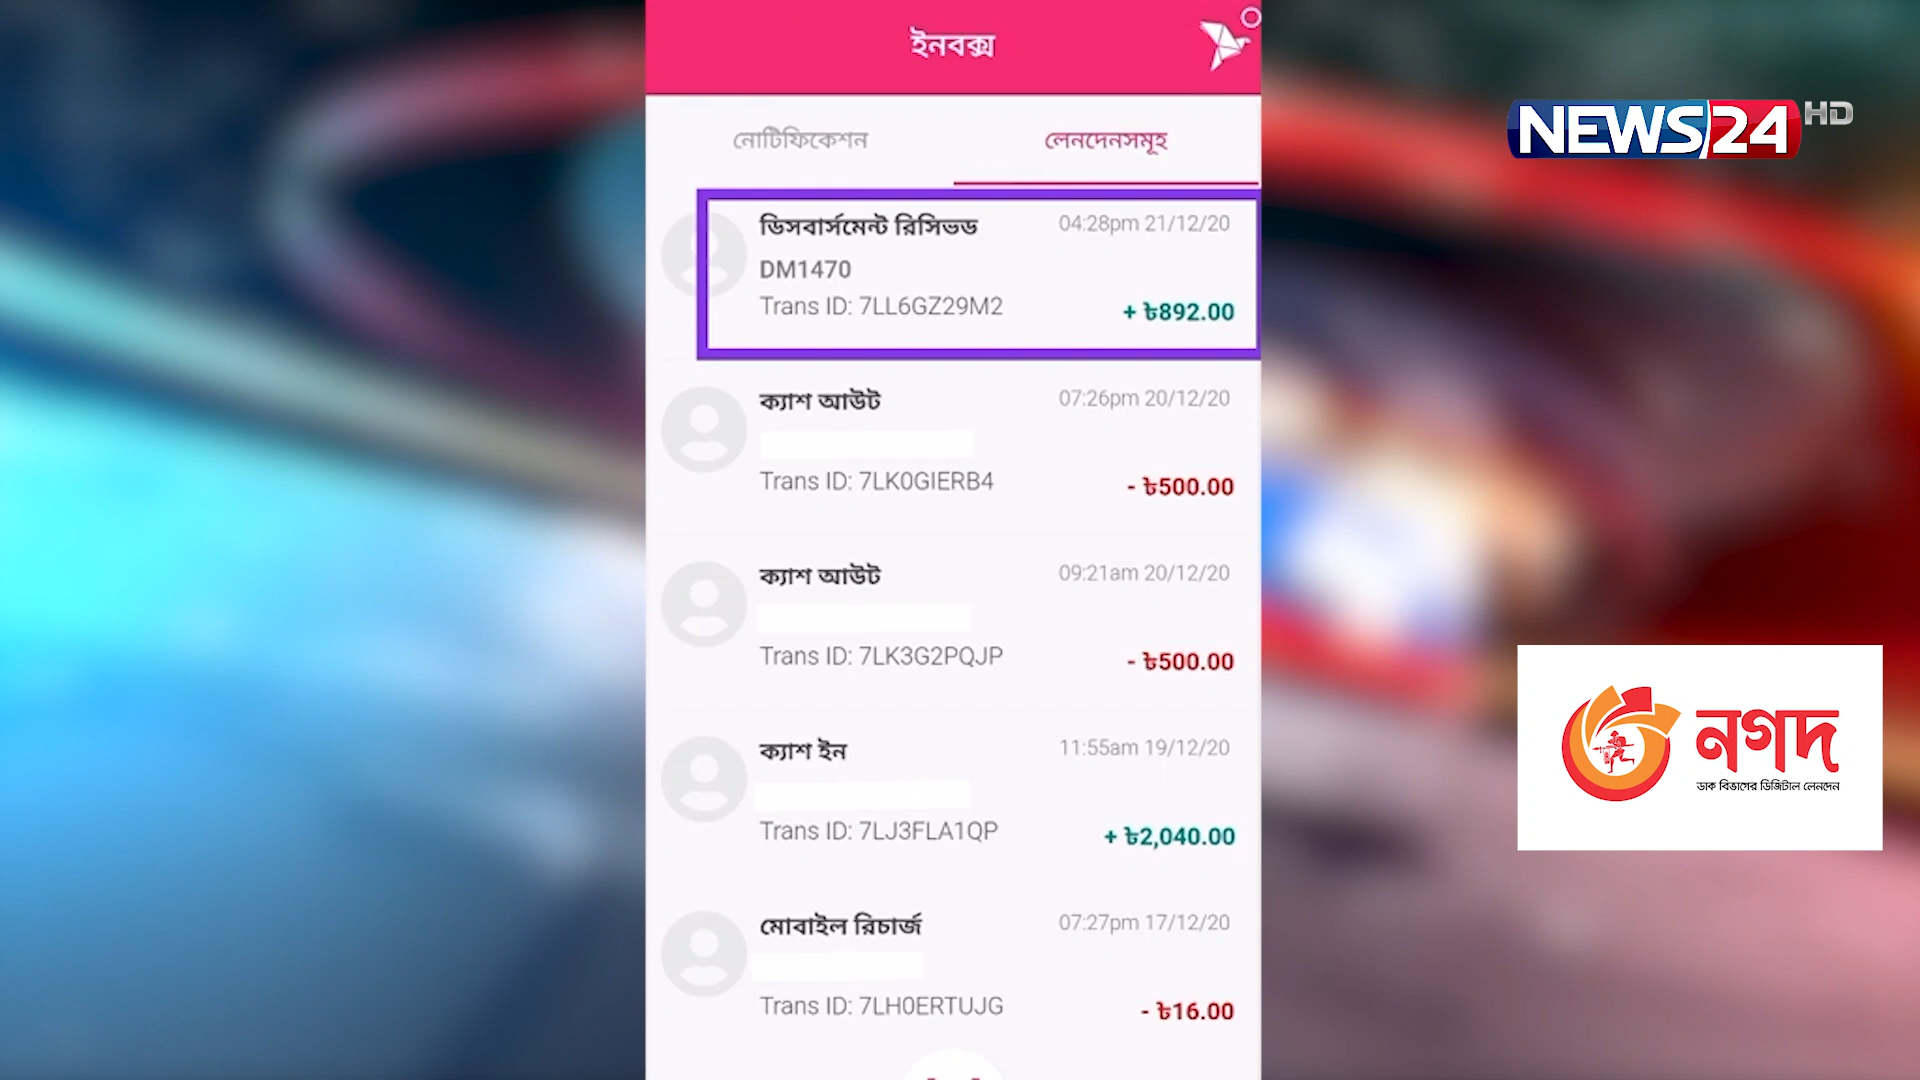 ইনবক্স
NEWS24 HD
নোটিফিকেশন
লেনদেনসমূহ
ডিসবার্সমেন্ট রিসিভড
04:28pm 21/12/20
DM1470
Trans ID: 7LL6GZ29M2
+ ৳892.00
ক্যাশ আউট
07:26pm 20/12/20
Trans ID: 7LK0GIERB4
- ৳500.00
ক্যাশ আউট
09:21am 20/12/20
Trans ID: 7LK3G2PQJP
- ৳500.00
ক্যাশ ইন
11:55am 19/12/20
Trans ID: 7LJ3FLA1QP
+ ৳2,040.00
মোবাইল রিচার্জ
07:27pm 17/12/20
Trans ID: 7LH0ERTUJG
- ৳16.00
নগদ
ডাক বিভাগের ডিজিটাল লেনদেন